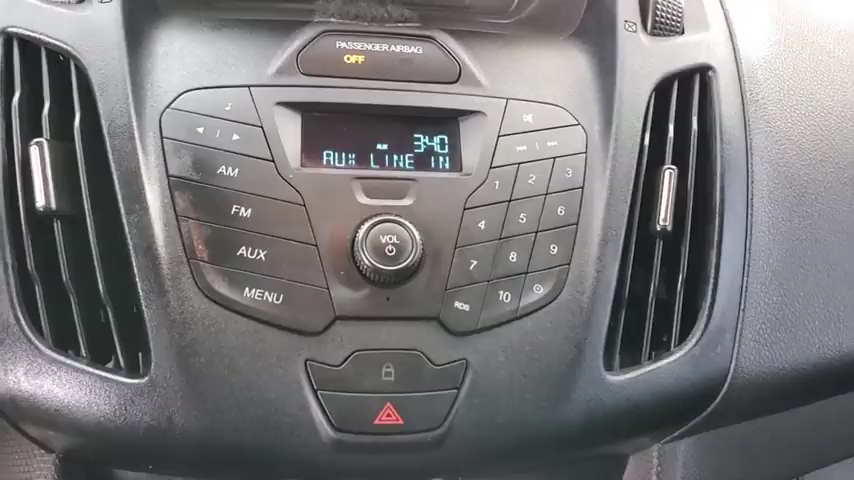 PASSENGER AIRBAG
OFF
AUX
3:40
AUX LINE IN
AM
FM
AUX
MENU
VOL
1 2 3
4 5 6
7 8 9
RDS 10